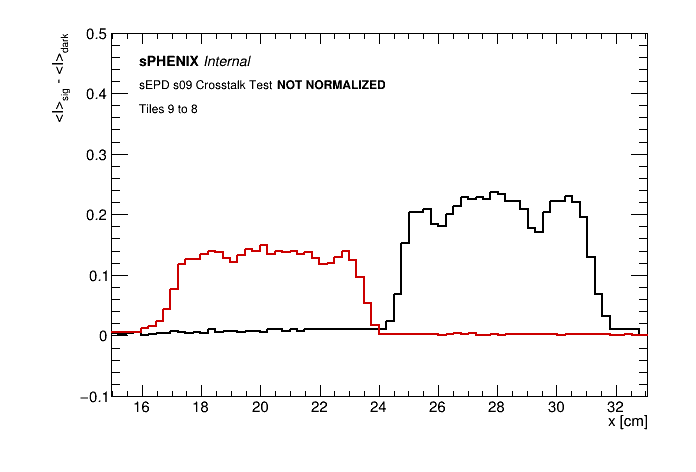 <I>sig - <I>dark
0.5
0.4
0.3
0.2
0.1
0
−0.1
sPHENIX Internal
sEPD s09 Crosstalk Test NOT NORMALIZED
Tiles 9 to 8
16 18 20 22 24 26 28 30 32
x [cm]